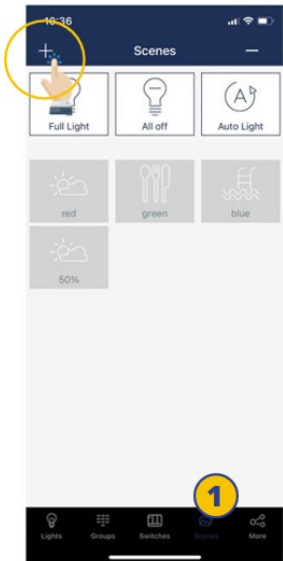 10:36
+ Scenes −
Full Light All off Auto Light
red green blue
50%
1
Lights Groups Switches Scenes More